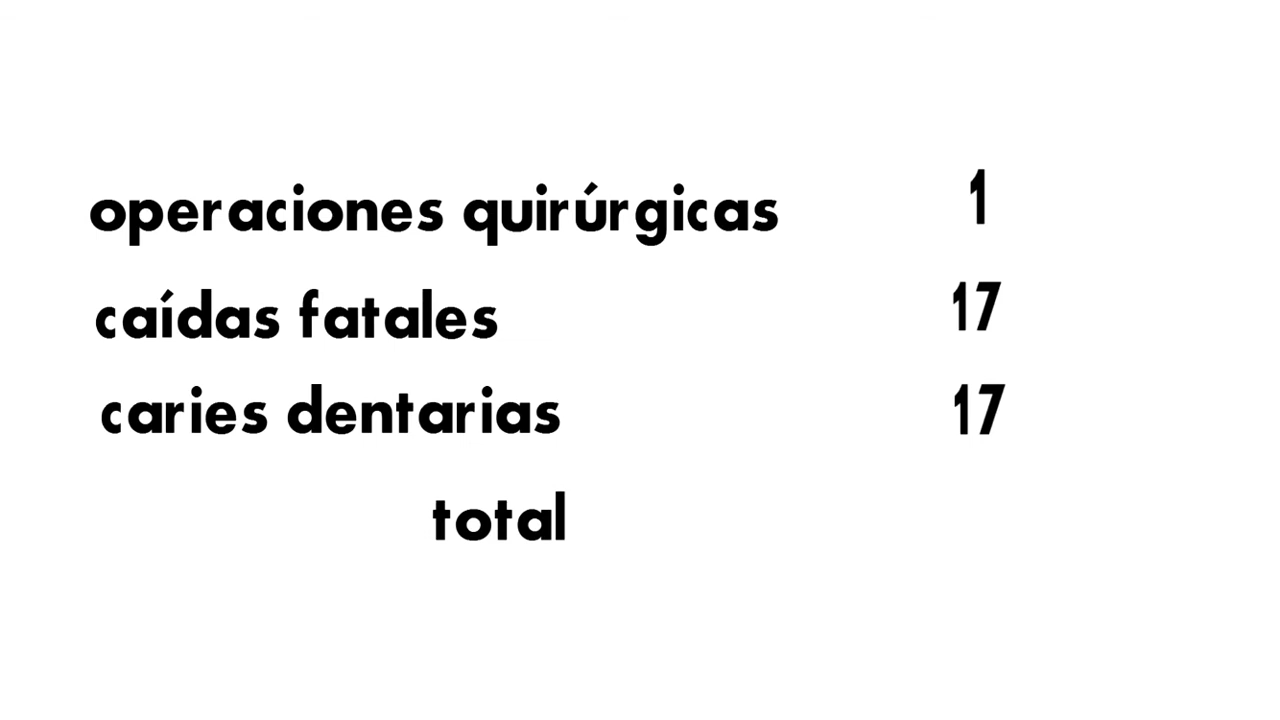 operaciones quirúrgicas 1
caídas fatales 17
caries dentarias 17
total